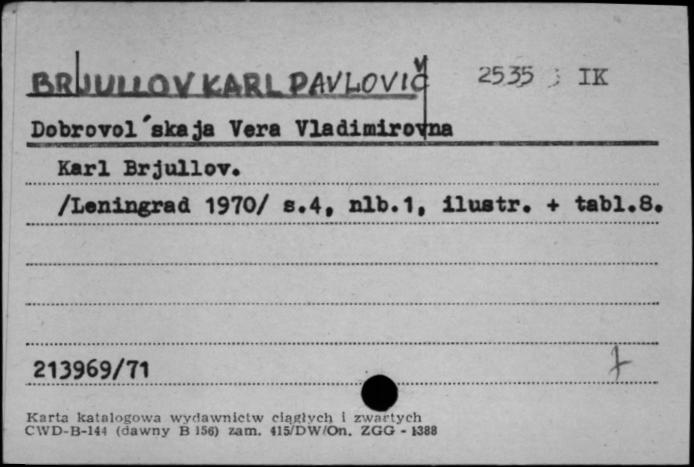 BRJULLOV KARL PAVLOVIČ 2535 IK
Dobrovol´skaja Vera Vladimirovna
Karl Brjullov.
/Leningrad 1970/ s.4, nlb.1, ilustr. + tabl.8.
213969/71
Karta katalogowa wydawnictw ciągłych i zwartych
CWD-B-144 (dawny B 156) zam. 415/DW/On. ZGG - 1388